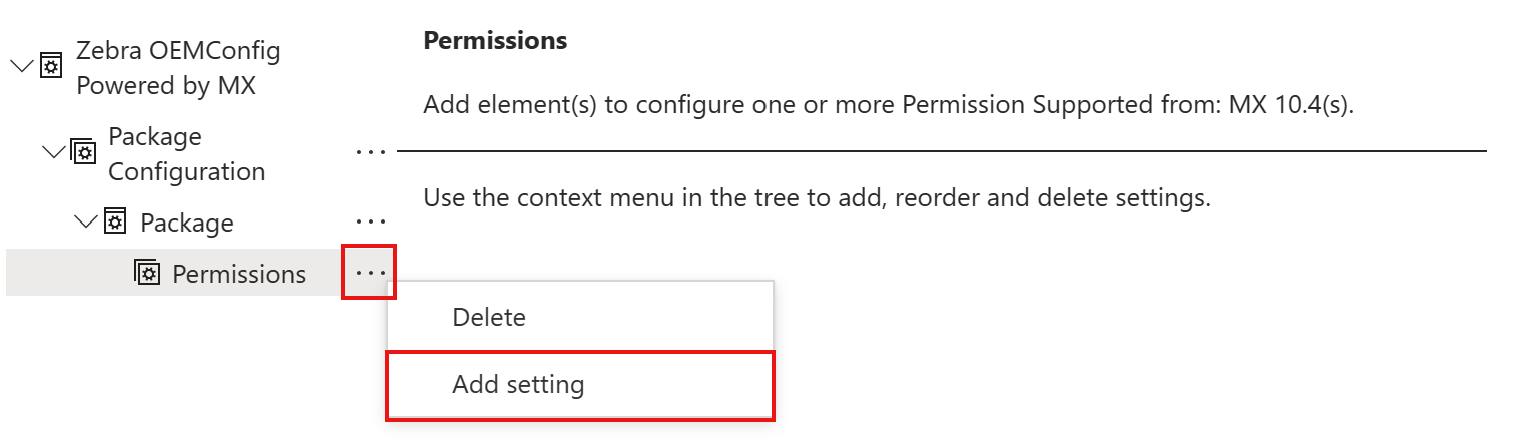 Zebra OEMConfig
Powered by MX
Package
Configuration
...
Package
...
Permissions
...
Permissions
Add element(s) to configure one or more Permission Supported from: MX 10.4(s).
Use the context menu in the tree to add, reorder and delete settings.
Delete
Add setting